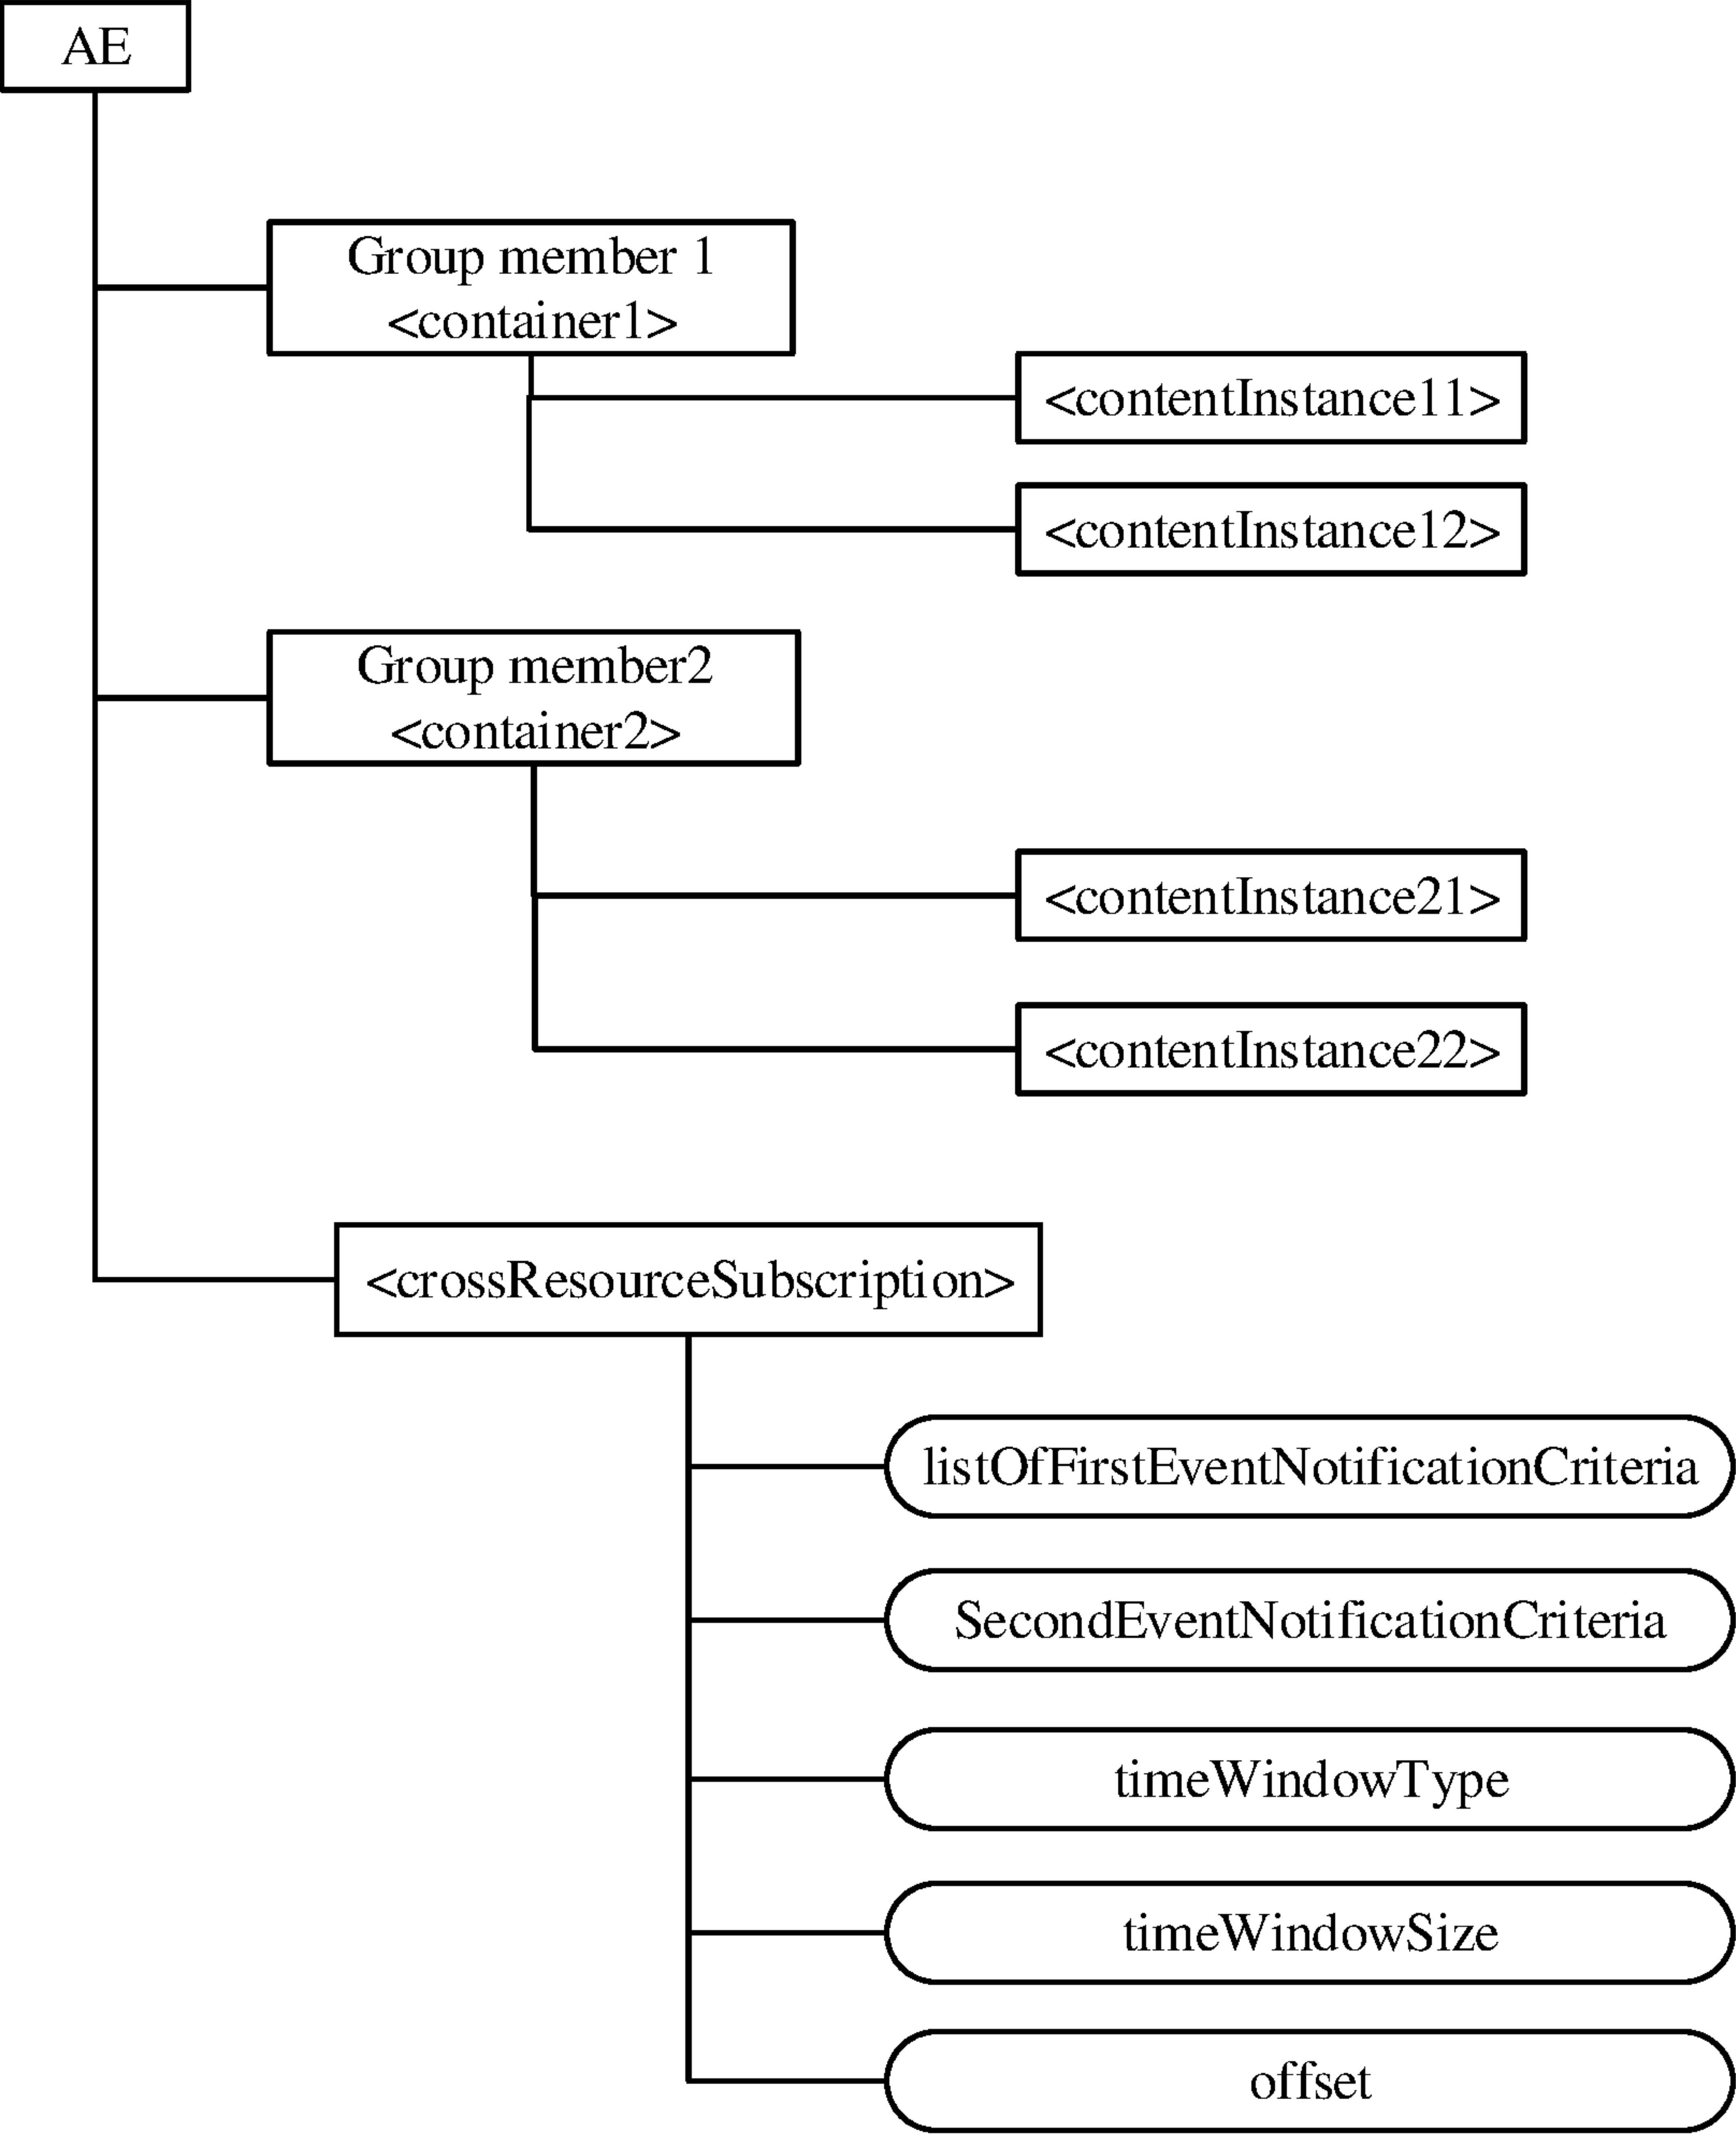 AE
Group member 1
<container1>
<contentInstance11>
<contentInstance12>
Group member2
<container2>
<contentInstance21>
<contentInstance22>
<crossResourceSubscription>
listOfFirstEventNotificationCriteria
SecondEventNotificationCriteria
timeWindowType
timeWindowSize
offset